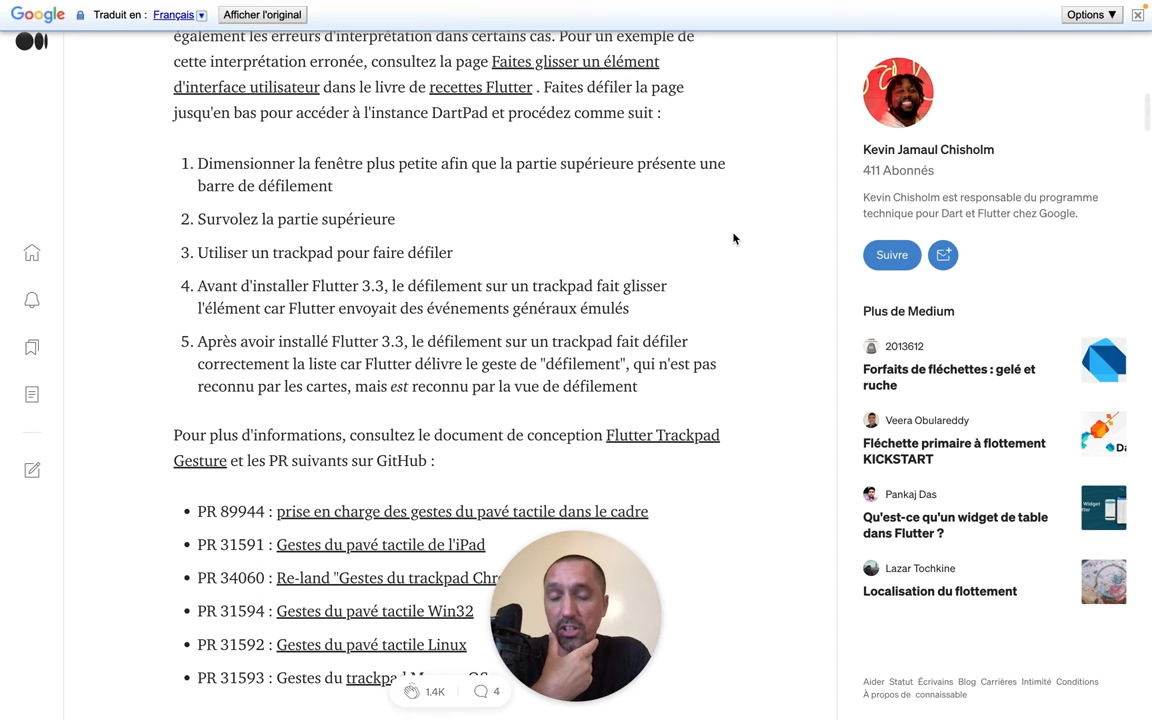 Google Traduit en : Français Afficher l'original Options ▼
également les erreurs d'interprétation dans certains cas. Pour un exemple de
cette interprétation erronée, consultez la page Faites glisser un élément
d'interface utilisateur dans le livre de recettes Flutter . Faites défiler la page
jusqu'en bas pour accéder à l'instance DartPad et procédez comme suit :
1. Dimensionner la fenêtre plus petite afin que la partie supérieure présente une
barre de défilement
2. Survolez la partie supérieure
3. Utiliser un trackpad pour faire défiler
4. Avant d'installer Flutter 3.3, le défilement sur un trackpad fait glisser
l'élément car Flutter envoyait des événements généraux émulés
5. Après avoir installé Flutter 3.3, le défilement sur un trackpad fait défiler
correctement la liste car Flutter délivre le geste de "défilement", qui n'est pas
reconnu par les cartes, mais est reconnu par la vue de défilement
Pour plus d'informations, consultez le document de conception Flutter Trackpad
Gesture et les PR suivants sur GitHub :
• PR 89944 : prise en charge des gestes du pavé tactile dans le cadre
• PR 31591 : Gestes du pavé tactile de l'iPad
• PR 34060 : Re-land "Gestes du trackpad
• PR 31594 : Gestes du pavé tactile Win32
• PR 31592 : Gestes du pavé tactile Linux
• PR 31593 : Gestes du trackpad
1.4K 4
Kevin Jamaul Chisholm
411 Abonnés
Kevin Chisholm est responsable du programme
technique pour Dart et Flutter chez Google.
Suivre
Plus de Medium
2013612
Forfaits de fléchettes : gelé et
ruche
Veera Obulareddy
Fléchette primaire à flottement
KICKSTART
Pankaj Das
Qu'est-ce qu'un widget de table
dans Flutter ?
Lazar Tochkine
Localisation du flottement
Aider Statut Écrivains Blog Carrières Intimité Conditions
À propos de connaissable